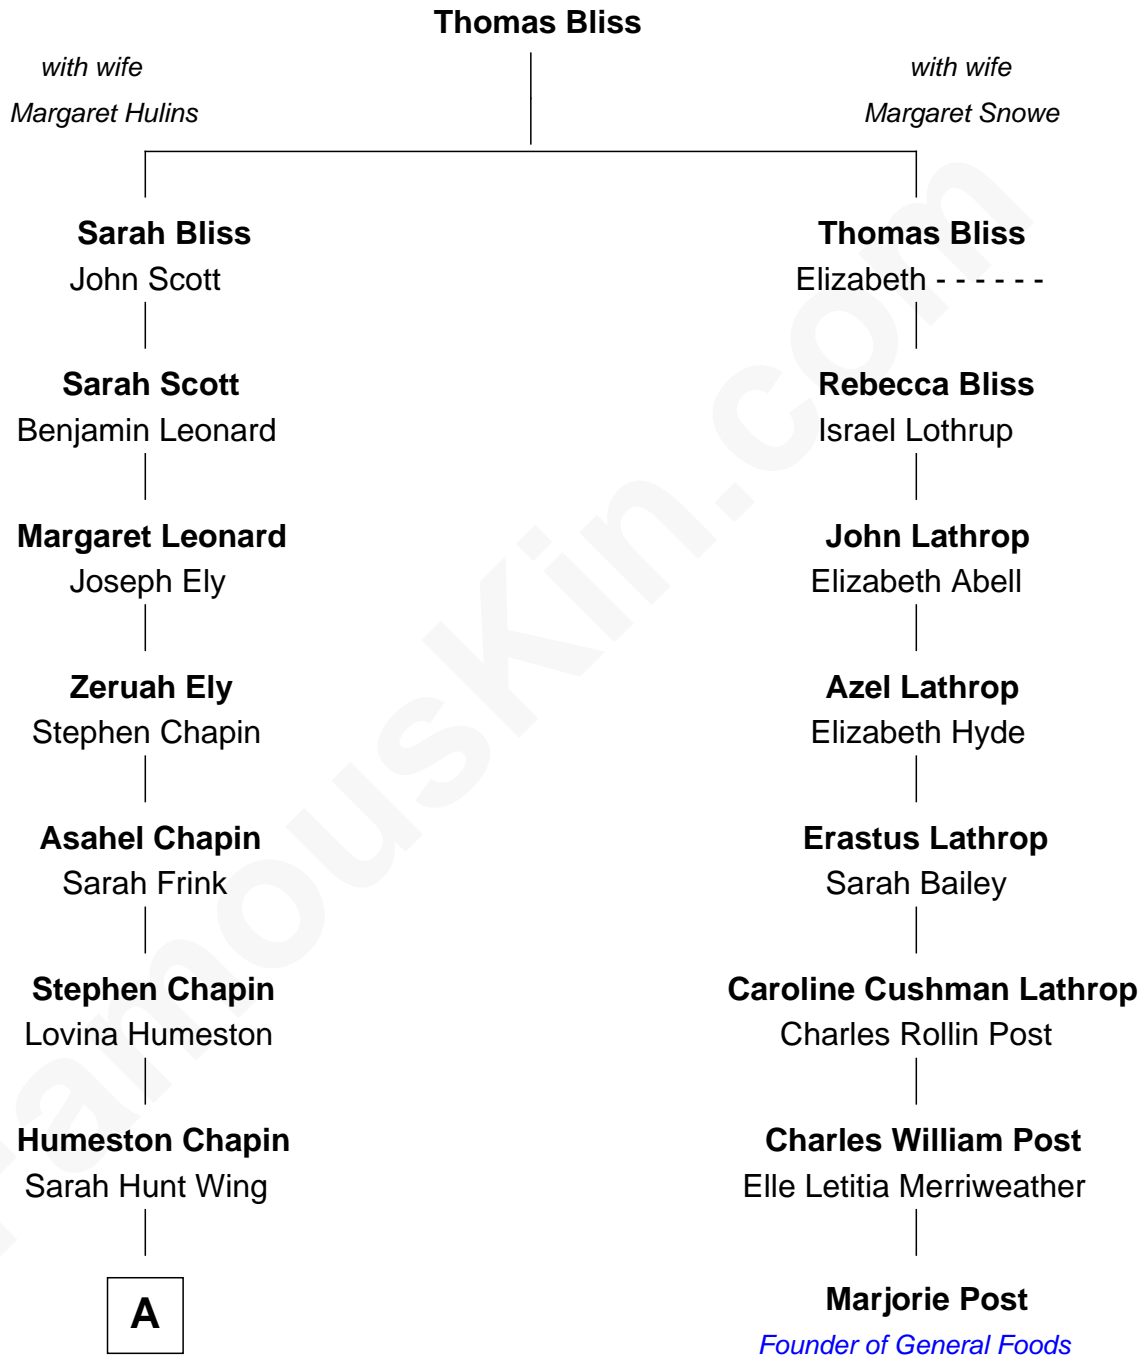 Thomas Bliss
with wife
Margaret Hulins
with wife
Margaret Snowe
Sarah Bliss
John Scott
Thomas Bliss
Elizabeth - - - - - -
Sarah Scott
Benjamin Leonard
Rebecca Bliss
Israel Lothrup
Margaret Leonard
Joseph Ely
John Lathrop
Elizabeth Abell
Zeruah Ely
Stephen Chapin
Azel Lathrop
Elizabeth Hyde
Asahel Chapin
Sarah Frink
Erastus Lathrop
Sarah Bailey
Stephen Chapin
Lovina Humeston
Caroline Cushman Lathrop
Charles Rollin Post
Humeston Chapin
Sarah Hunt Wing
Charles William Post
Elle Letitia Merriweather
A
Marjorie Post
Founder of General Foods
FamousKin.com